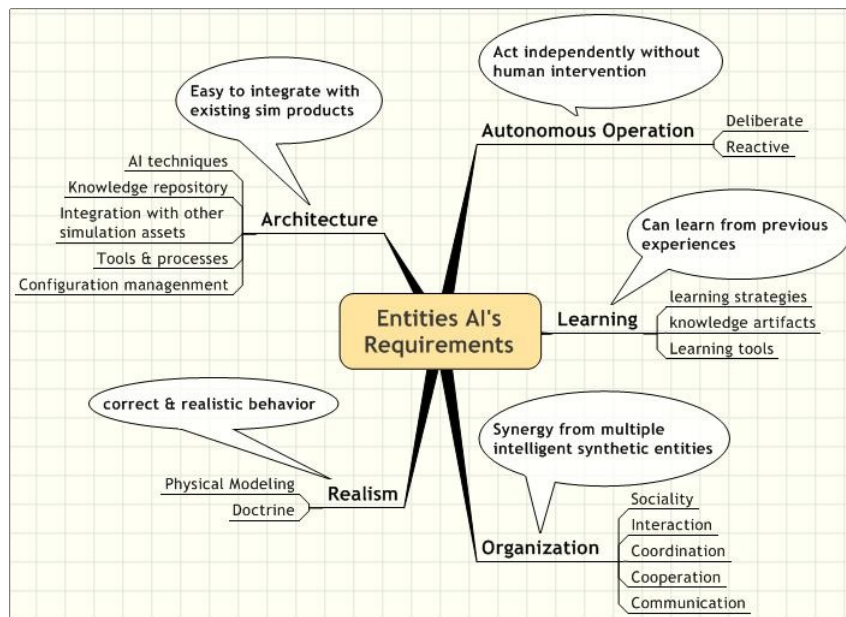 Act independently without
human intervention
Easy to integrate with
existing sim products
Autonomous Operation
Deliberate
Reactive
AI techniques
Knowledge repository
Integration with other
simulation assets
Tools & processes
Configuration managenment
Architecture
Can learn from previous
experiences
Entities AI's
Requirements
Learning
learning strategies
knowledge artifacts
Learning tools
correct & realistic behavior
Synergy from multiple
intelligent synthetic entities
Physical Modeling
Doctrine
Realism
Organization
Sociality
Interaction
Coordination
Cooperation
Communication